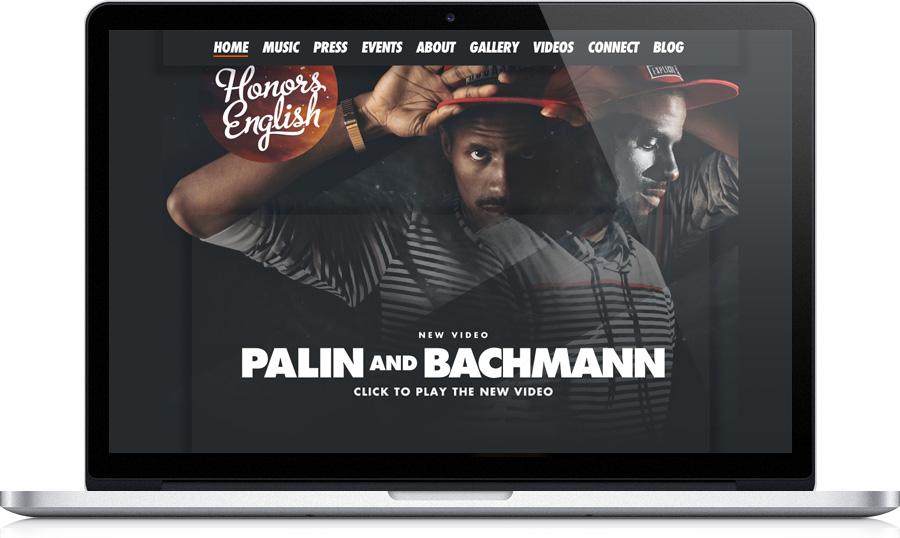 HOME MUSIC PRESS EVENTS ABOUT GALLERY VIDEOS CONNECT BLOG
Honors
English
EXPLICIT
NEW VIDEO
PALIN AND BACHMANN
CLICK TO PLAY THE NEW VIDEO